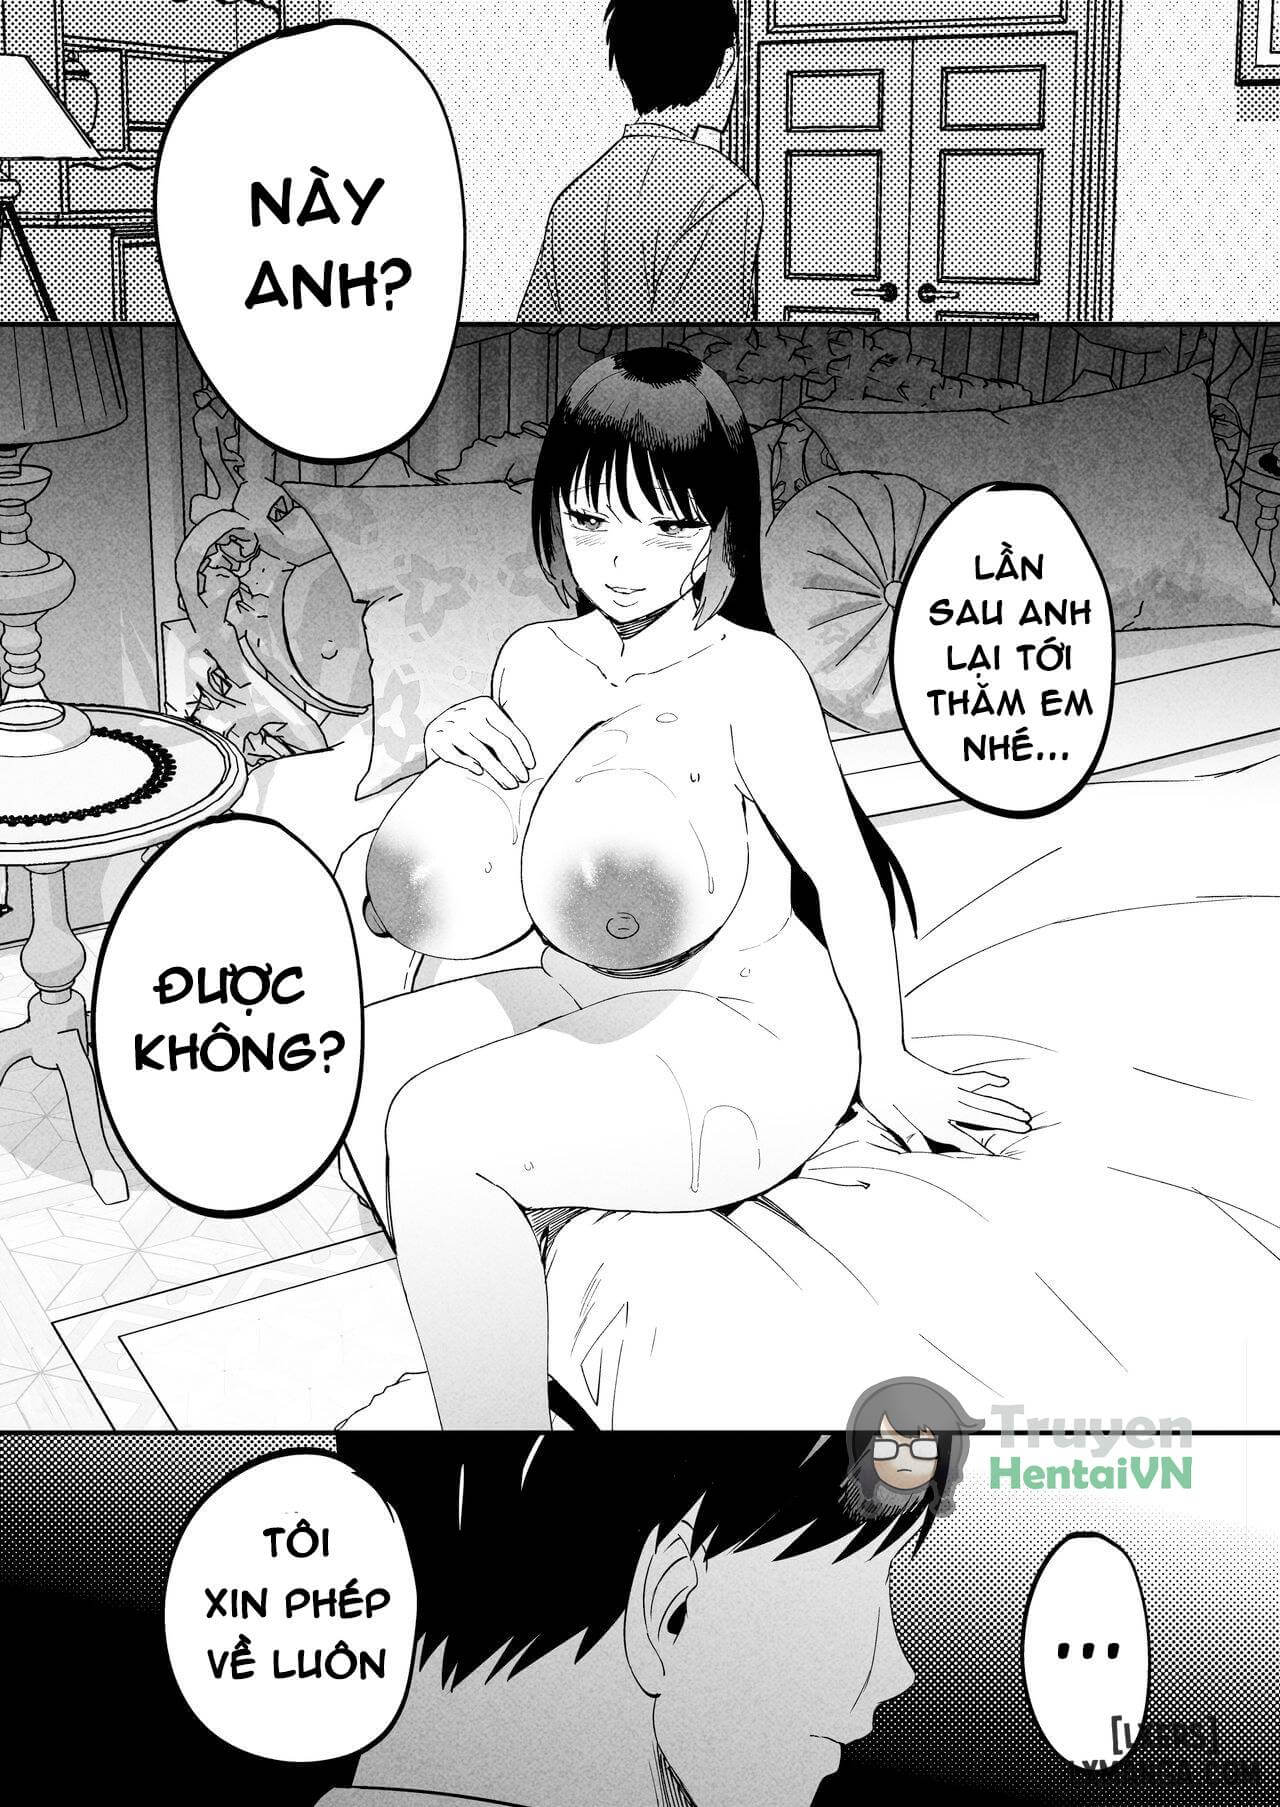 NÀY
ANH?
LẦN
SAU ANH
LẠI TỚI
THĂM EM
NHÉ...
ĐƯỢC
KHÔNG?
Truyen
HentaiVN
TÔI
XIN PHÉP
VỀ LUÔN
...